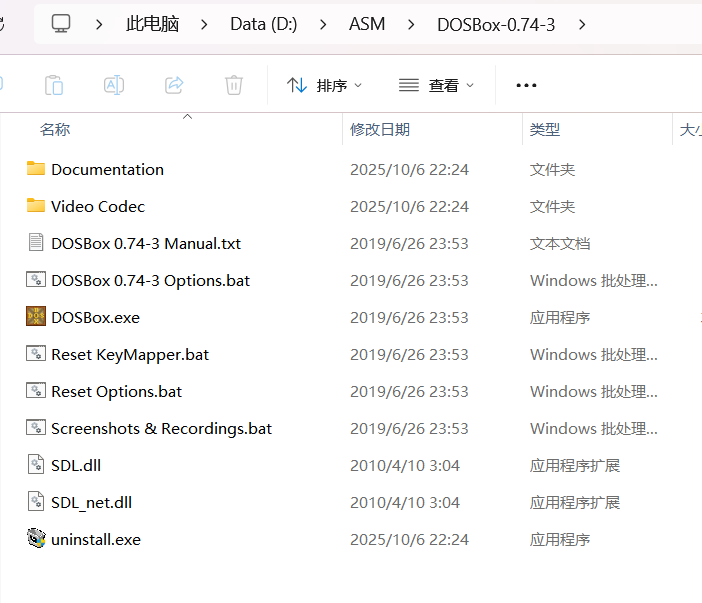 此电脑 > Data (D:) > ASM > DOSBox-0.74-3 >
排序 查看
名称 修改日期 类型
Documentation 2025/10/6 22:24 文件夹
Video Codec 2025/10/6 22:24 文件夹
DOSBox 0.74-3 Manual.txt 2019/6/26 23:53 文本文档
DOSBox 0.74-3 Options.bat 2019/6/26 23:53 Windows 批处理...
DOSBox.exe 2019/6/26 23:53 应用程序
Reset KeyMapper.bat 2019/6/26 23:53 Windows 批处理...
Reset Options.bat 2019/6/26 23:53 Windows 批处理...
Screenshots & Recordings.bat 2019/6/26 23:53 Windows 批处理...
SDL.dll 2010/4/10 3:04 应用程序扩展
SDL_net.dll 2010/4/10 3:04 应用程序扩展
uninstall.exe 2025/10/6 22:24 应用程序